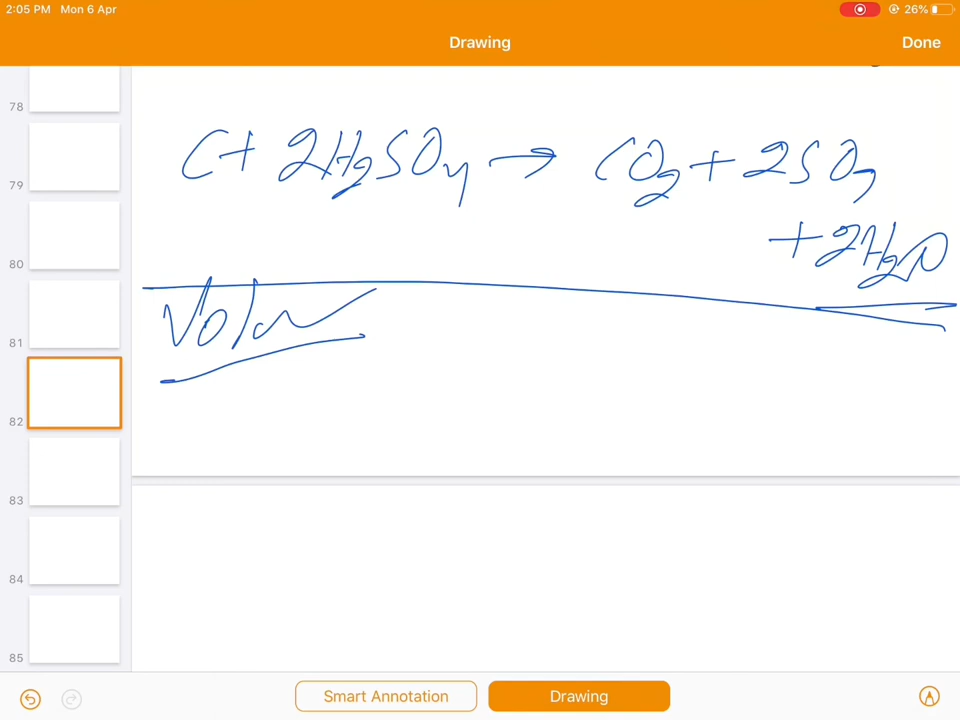 2:05 PM Mon 6 Apr 26%
Drawing Done
78
C + 2H2SO4 → CO2 + 2SO2
79
+ 2H2O
80
81
82
83
84
85
Smart Annotation Drawing